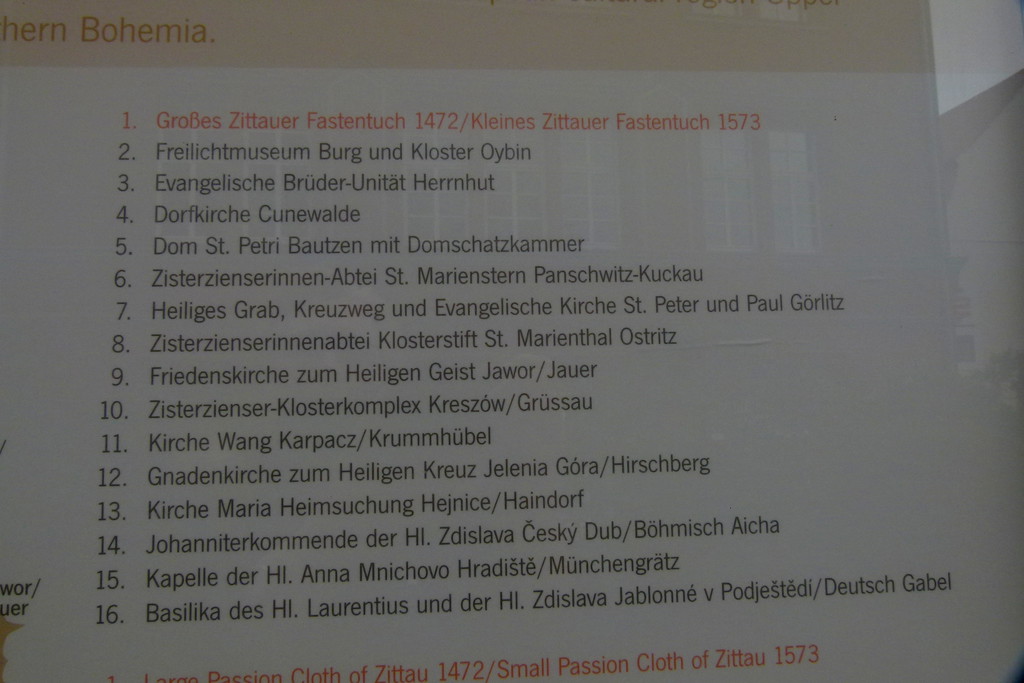 cultural region Upper
hern Bohemia.
1. Großes Zittauer Fastentuch 1472/Kleines Zittauer Fastentuch 1573
2. Freilichtmuseum Burg und Kloster Oybin
3. Evangelische Brüder-Unität Herrnhut
4. Dorfkirche Cunewalde
5. Dom St. Petri Bautzen mit Domschatzkammer
6. Zisterzienserinnen-Abtei St. Marienstern Panschwitz-Kuckau
7. Heiliges Grab, Kreuzweg und Evangelische Kirche St. Peter und Paul Görlitz
8. Zisterzienserinnenabtei Klosterstift St. Marienthal Ostritz
9. Friedenskirche zum Heiligen Geist Jawor/Jauer
10. Zisterzienser-Klosterkomplex Kreszów/Grüssau
11. Kirche Wang Karpacz/Krummhübel
12. Gnadenkirche zum Heiligen Kreuz Jelenia Góra/Hirschberg
13. Kirche Maria Heimsuchung Hejnice/Haindorf
14. Johanniterkommende der Hl. Zdislava Český Dub/Böhmisch Aicha
15. Kapelle der Hl. Anna Mnichovo Hradiště/Münchengrätz
16. Basilika des Hl. Laurentius und der Hl. Zdislava Jablonné v Podještědí/Deutsch Gabel
/
wor/
uer
1. Large Passion Cloth of Zittau 1472/Small Passion Cloth of Zittau 1573